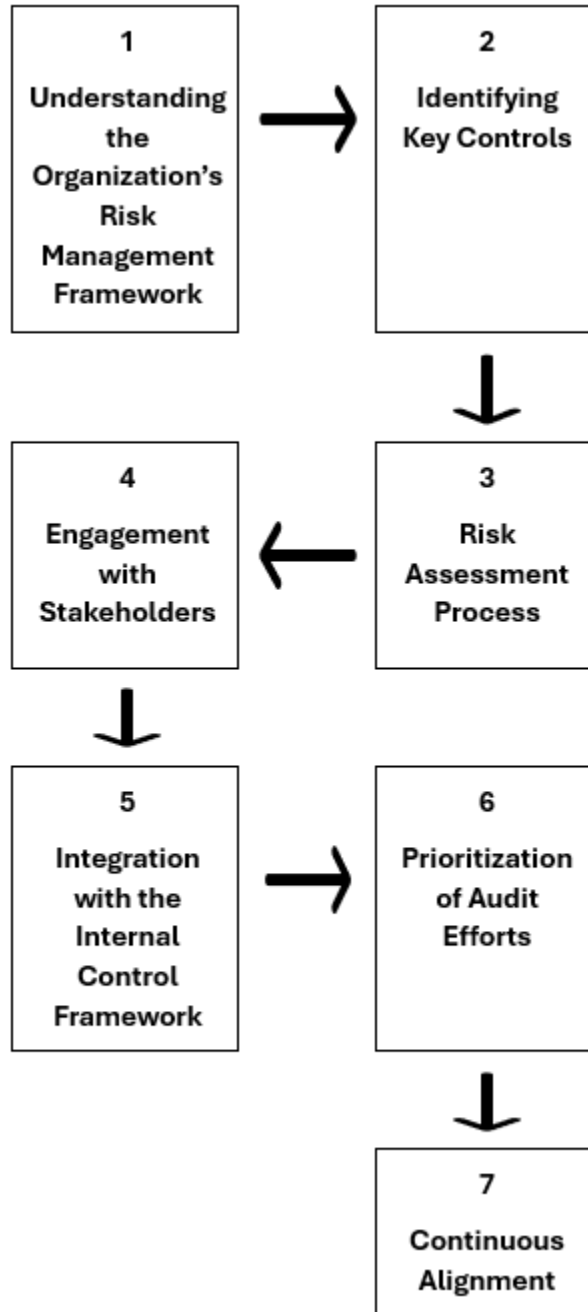 1
Understanding
the
Organization’s
Risk
Management
Framework
2
Identifying
Key Controls
3
Risk
Assessment
Process
4
Engagement
with
Stakeholders
5
Integration
with the
Internal
Control
Framework
6
Prioritization
of Audit
Efforts
7
Continuous
Alignment